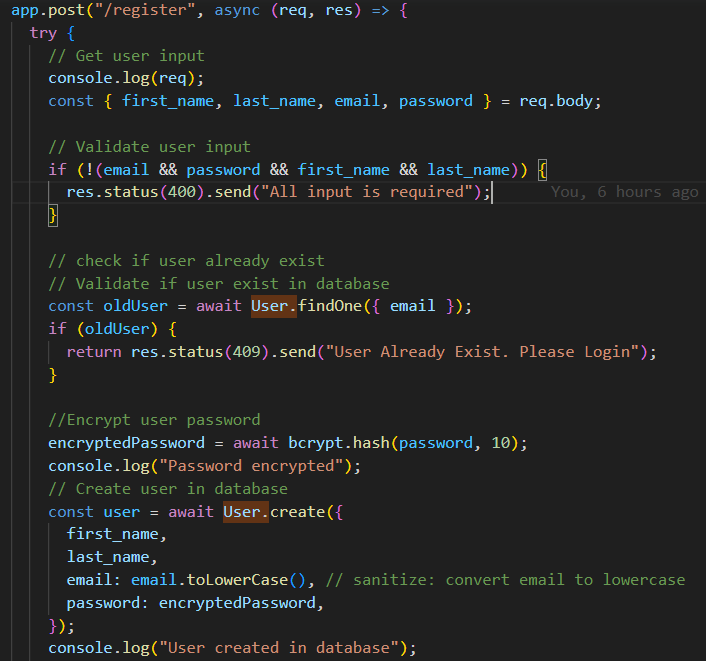 app.post("/register", async (req, res) => {
  try {
    // Get user input
    console.log(req);
    const { first_name, last_name, email, password } = req.body;

    // Validate user input
    if (!(email && password && first_name && last_name)) {
      res.status(400).send("All input is required");      You, 6 hours ago
    }

    // check if user already exist
    // Validate if user exist in database
    const oldUser = await User.findOne({ email });
    if (oldUser) {
      return res.status(409).send("User Already Exist. Please Login");
    }

    //Encrypt user password
    encryptedPassword = await bcrypt.hash(password, 10);
    console.log("Password encrypted");
    // Create user in database
    const user = await User.create({
      first_name,
      last_name,
      email: email.toLowerCase(), // sanitize: convert email to lowercase
      password: encryptedPassword,
    });
    console.log("User created in database");